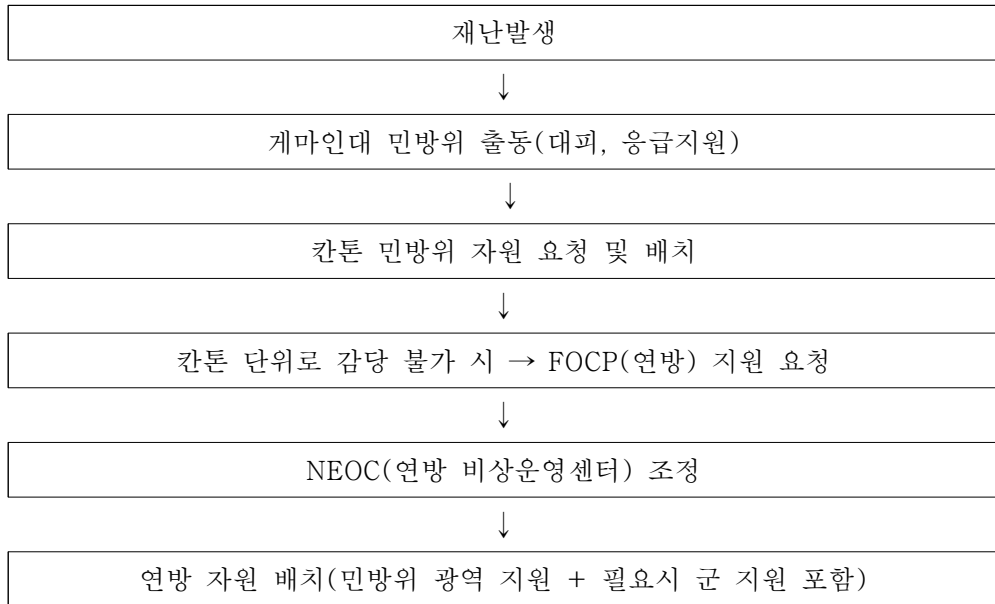 재난발생
↓
게마인대 민방위 출동(대피, 응급지원)
↓
칸톤 민방위 자원 요청 및 배치
↓
칸톤 단위로 감당 불가 시 → FOCP(연방) 지원 요청
↓
NEOC(연방 비상운영센터) 조정
↓
연방 자원 배치(민방위 광역 지원 + 필요시 군 지원 포함)